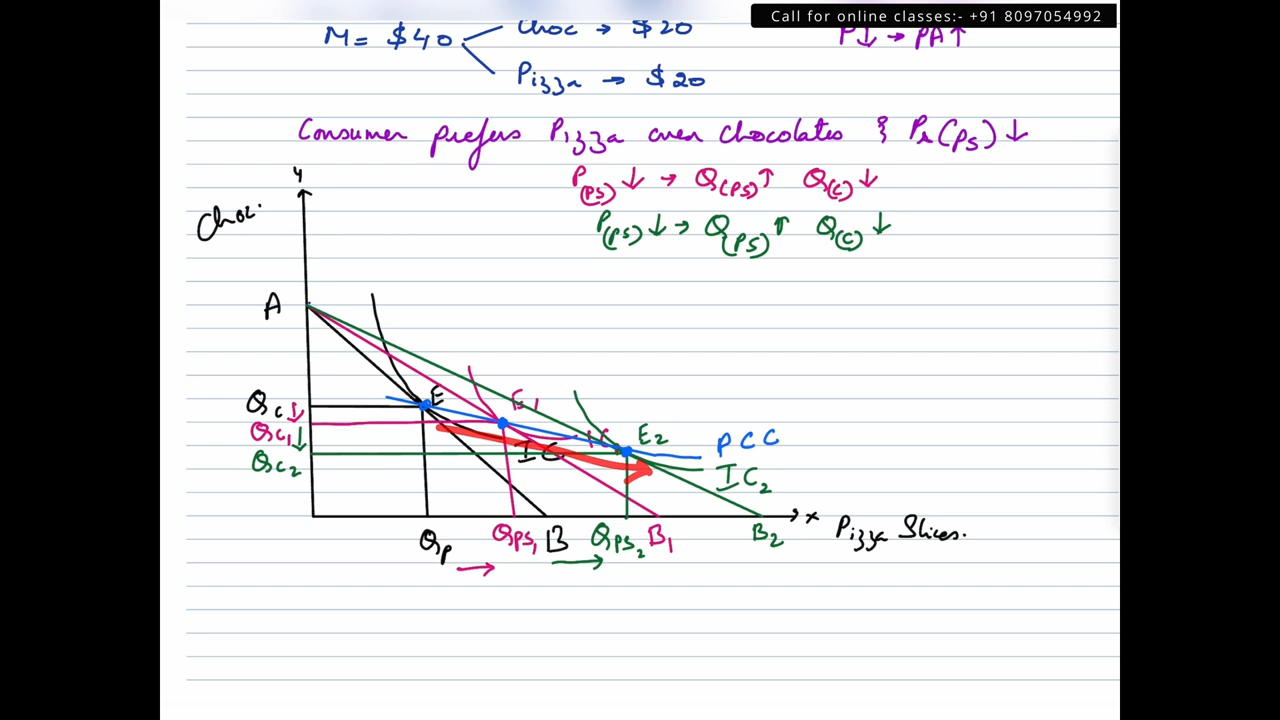 Call for online classes:- +91 8097054992
M = $40
Choc → $20
Pizza → $20
P↓ → PA↑
Consumer prefers Pizza over chocolates & Pr(PS) ↓
P(PS)↓ → Q(PS)↑ Q(C)↓
P(PS)↓ → Q(PS)↑ Q(C)↓
Y
Choc.
A
Qc↓
Qc1↓
Qc2
E
E1
E2
IC
IC
PCC
IC2
x
Pizza Slices.
Qp
QPS1
B
QPS2
B1
B2